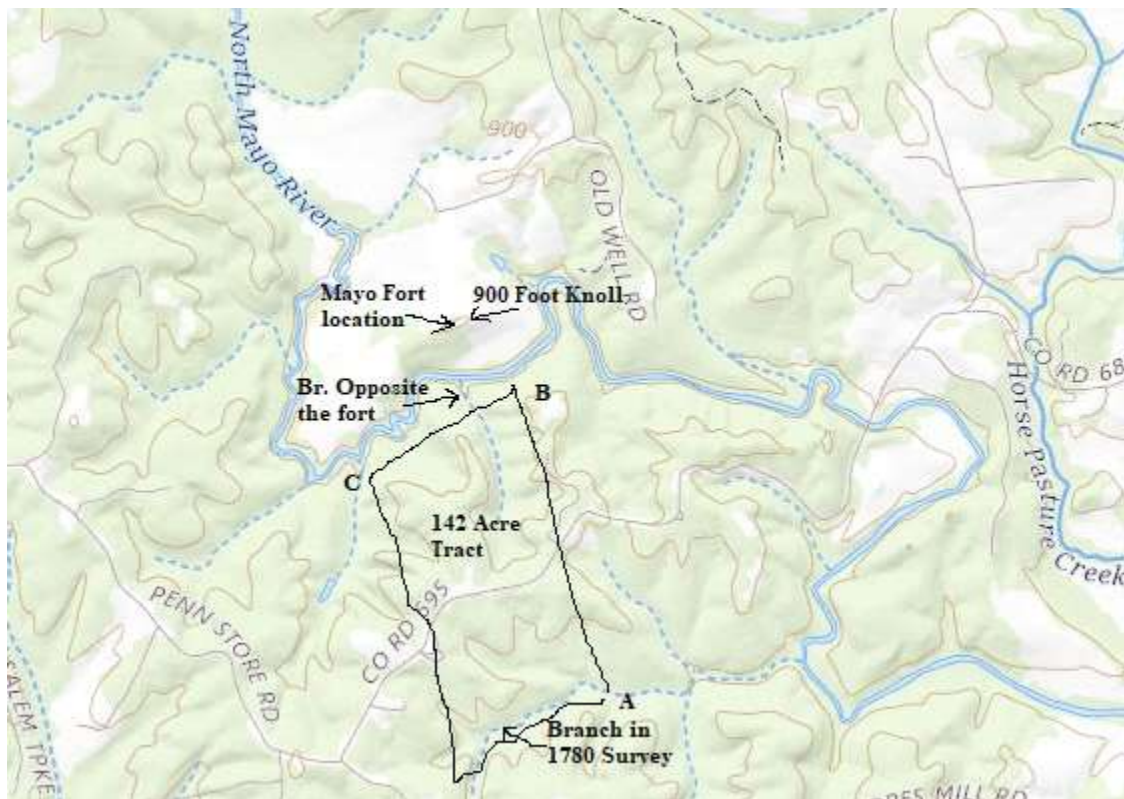 North Mayo River
900
OLD WELL RD
Mayo Fort
location
900 Foot Knoll
Br. Opposite
the fort
B
C
142 Acre
Tract
CO RD 68
Horse Pasture
Creek
PENN STORE RD
CO RD 695
SALEM TPKE
A
Branch in
1780 Survey
RES MILL RD